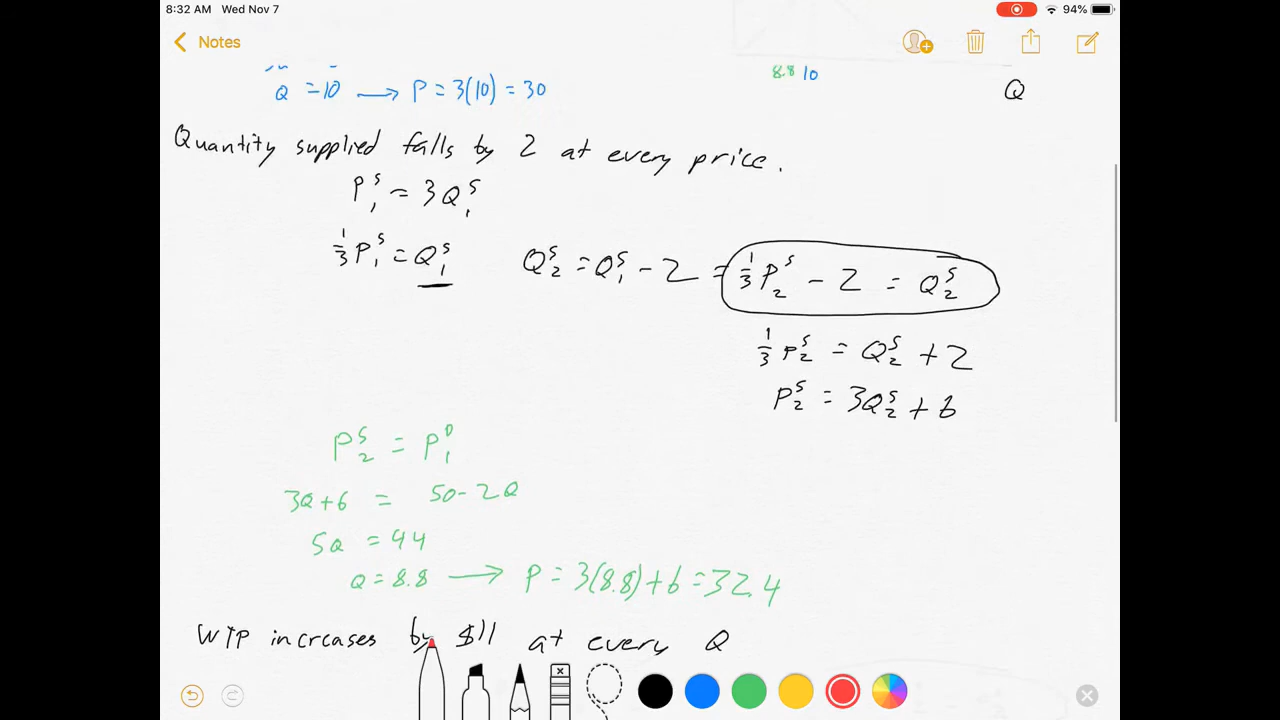 8:32 AM Wed Nov 7
94%
Notes
8.8 10
Q = 10 → P = 3(10) = 30
Q
Quantity supplied falls by 2 at every price.
P₁ˢ = 3Q₁ˢ
⅓P₁ˢ = Q₁ˢ
Q₂ˢ = Q₁ˢ - 2 = ⅓P₂ˢ - 2 = Q₂ˢ
⅓P₂ˢ = Q₂ˢ + 2
P₂ˢ = 3Q₂ˢ + 6
P₂ˢ = P₁ᴰ
3Q + 6 = 50 - 2Q
5Q = 44
Q = 8.8 → P = 3(8.8) + 6 = 32.4
WTP increases by $11 at every Q